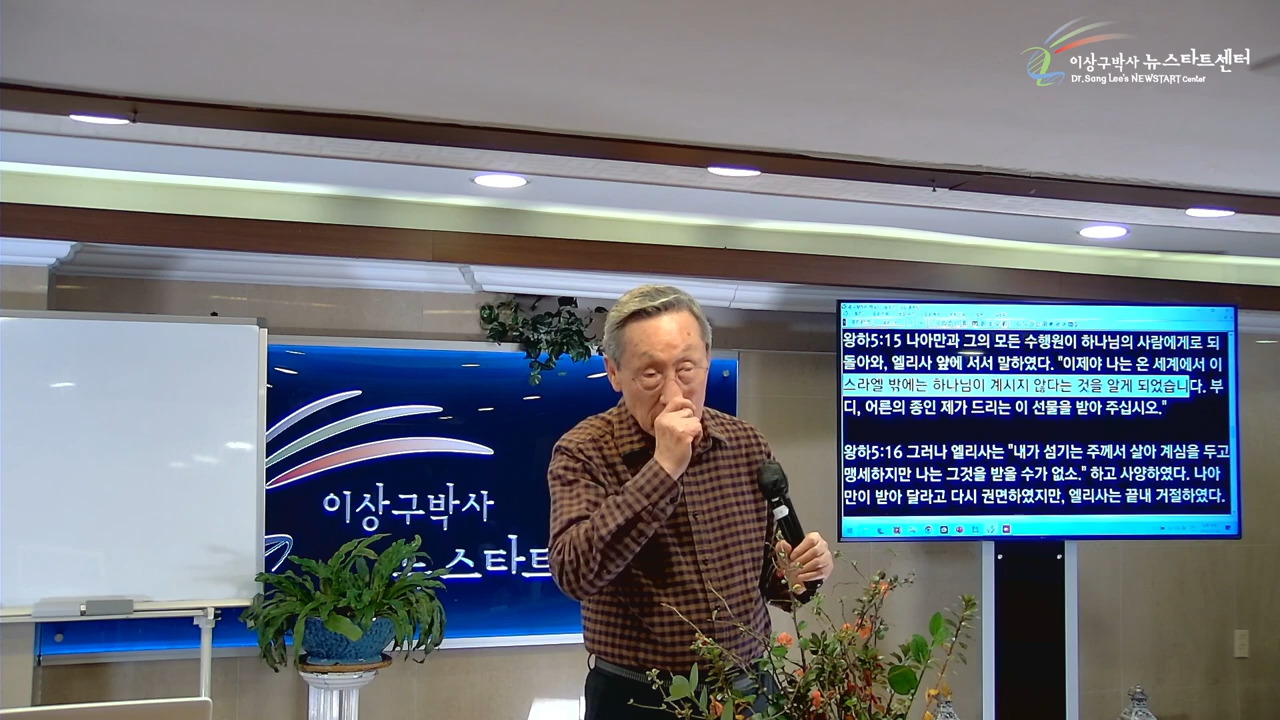 이상구박사 뉴스타트센터
Dr. Sang Lee's NEWSTART Center
왕하5:15 나아만과 그의 모든 수행원이 하나님의 사람에게로 되
돌아와, 엘리사 앞에 서서 말하였다. "이제야 나는 온 세계에서 이
스라엘 밖에는 하나님이 계시지 않다는 것을 알게 되었습니다. 부
디, 어른의 종인 제가 드리는 이 선물을 받아 주십시오."
왕하5:16 그러나 엘리사는 "내가 섬기는 주께서 살아 계심을 두고
맹세하지만 나는 그것을 받을 수가 없소." 하고 사양하였다. 나아
만이 받아 달라고 다시 권면하였지만, 엘리사는 끝내 거절하였다.
이상구박사
스타트